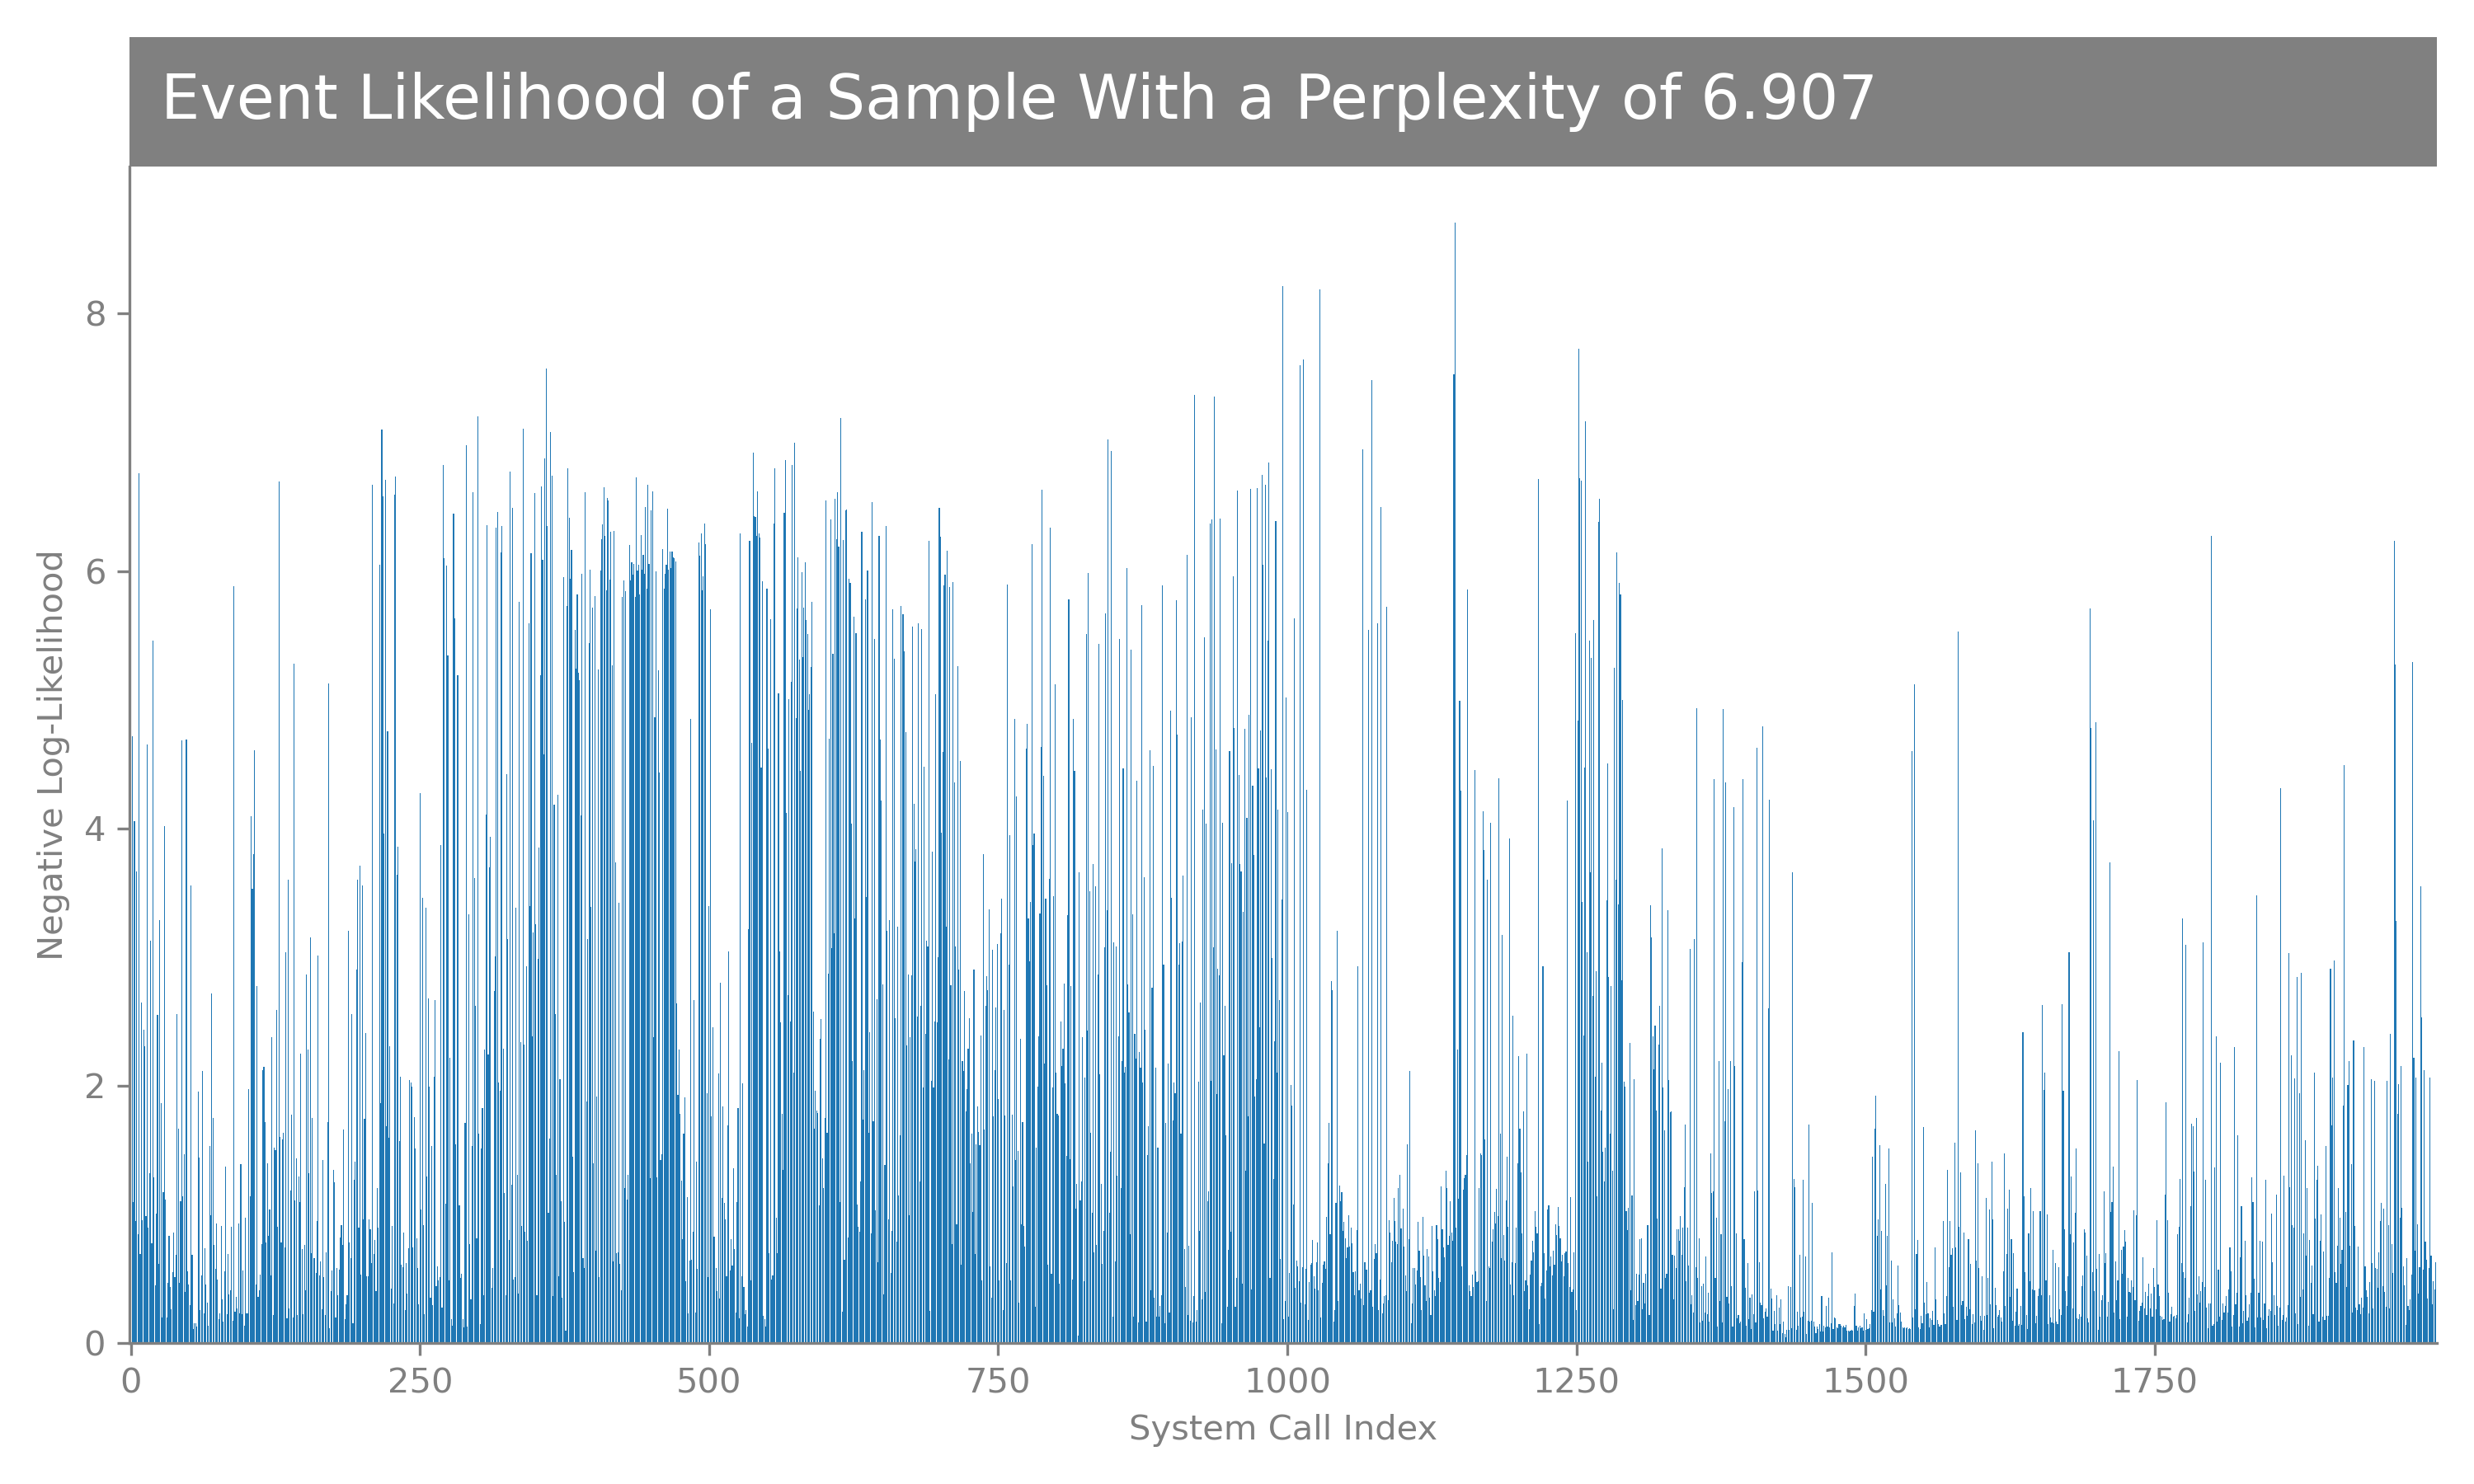 Event Likelihood of a Sample With a Perplexity of 6.907
8
6
4
2
0
Negative Log-Likelihood
0 250 500 750 1000 1250 1500 1750
System Call Index